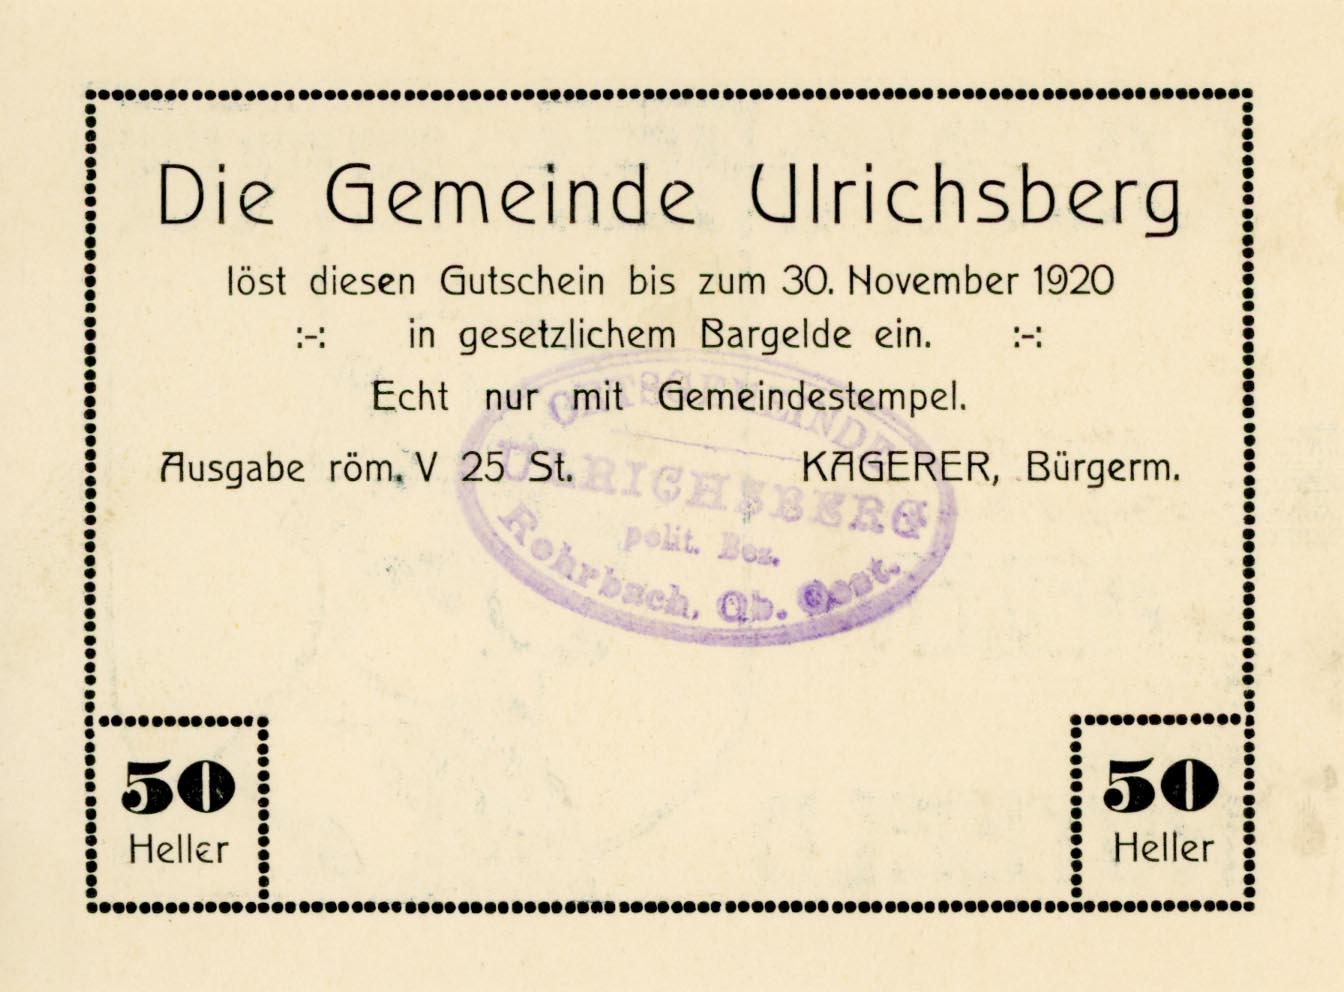 Die Gemeinde Ulrichsberg
löst diesen Gutschein bis zum 30. November 1920
:-: in gesetzlichem Bargelde ein. :-:
Echt nur mit Gemeindestempel.
Ausgabe röm. V 25 St. KAGERER, Bürgerm.
ORTSGEMEINDE
ULRICHSBERG
polit. Bez.
Rohrbach, Ob. Oest.
50
Heller
50
Heller